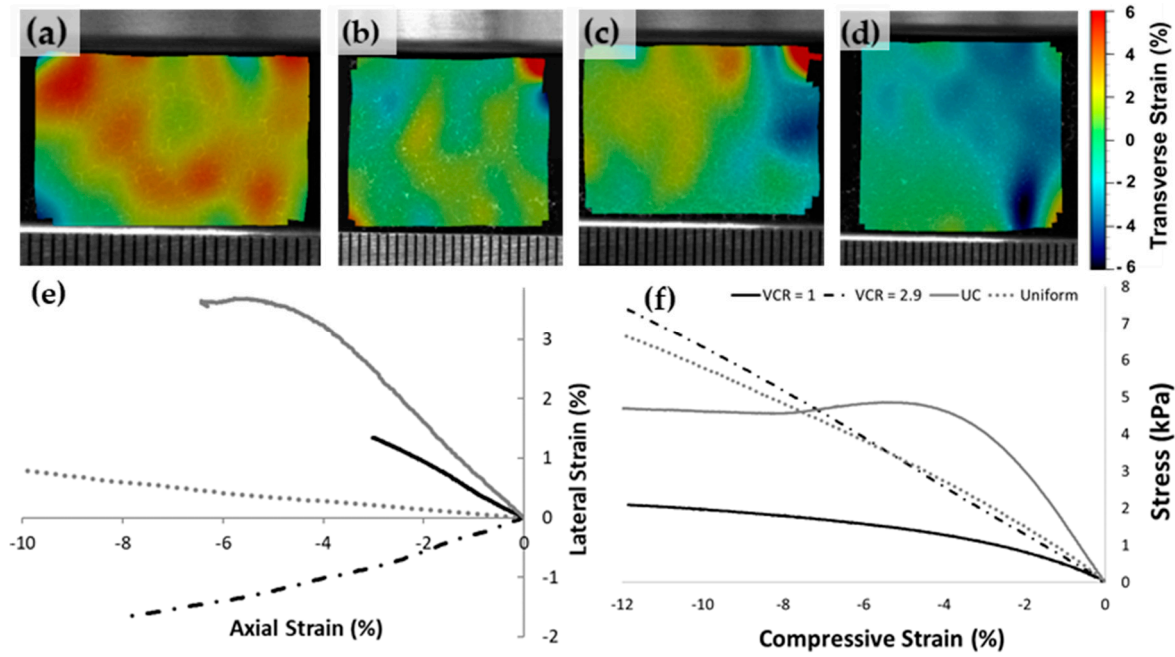 (a)
(b)
(c)
(d)
6
4
2
0
- 2
- 4
- 6
Transverse Strain (%)
(e)
3
2
1
0
-1
-2
Lateral Strain (%)
-10
-8
-6
-4
-2
0
Axial Strain (%)
(f)
VCR = 1
VCR = 2.9
UC
Uniform
8
7
6
5
4
3
2
1
0
Stress (kPa)
-12
-10
-8
-6
-4
-2
0
Compressive Strain (%)